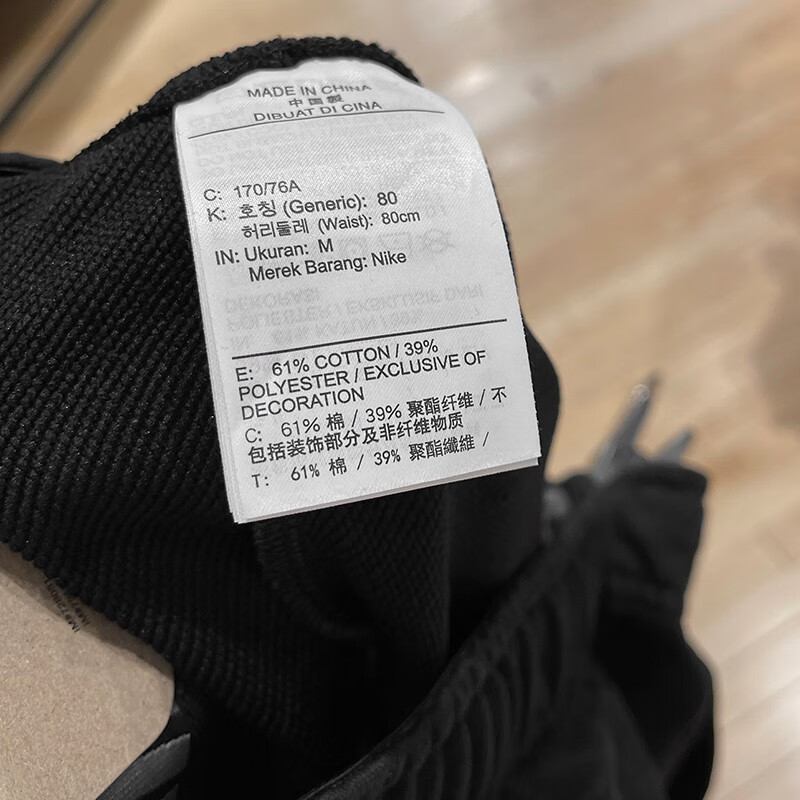 MADE IN CHINA
中国製
DIBUAT DI CINA
C: 170/76A
K: 호칭 (Generic): 80
허리둘레 (Waist): 80cm
IN: Ukuran: M
Merek Barang: Nike
E: 61% COTTON / 39%
POLYESTER / EXCLUSIVE OF
DECORATION
C: 61% 棉 / 39% 聚酯纤维 / 不
包括装饰部分及非纤维物质
T: 61% 棉 / 39% 聚酯纖維 /